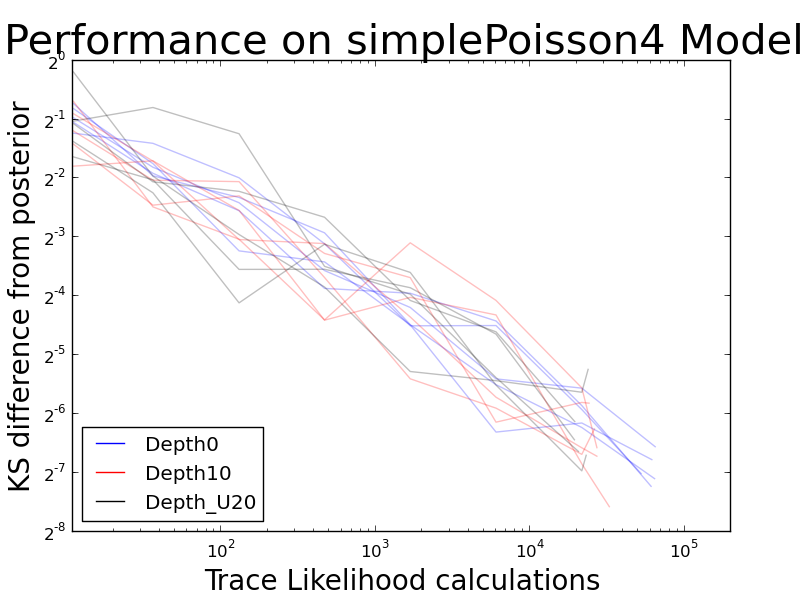 Performance on simplePoisson4 Model
KS difference from posterior
2^0
2^-1
2^-2
2^-3
2^-4
2^-5
2^-6
2^-7
2^-8
Depth0
Depth10
Depth_U20
10^2
10^3
10^4
10^5
Trace Likelihood calculations